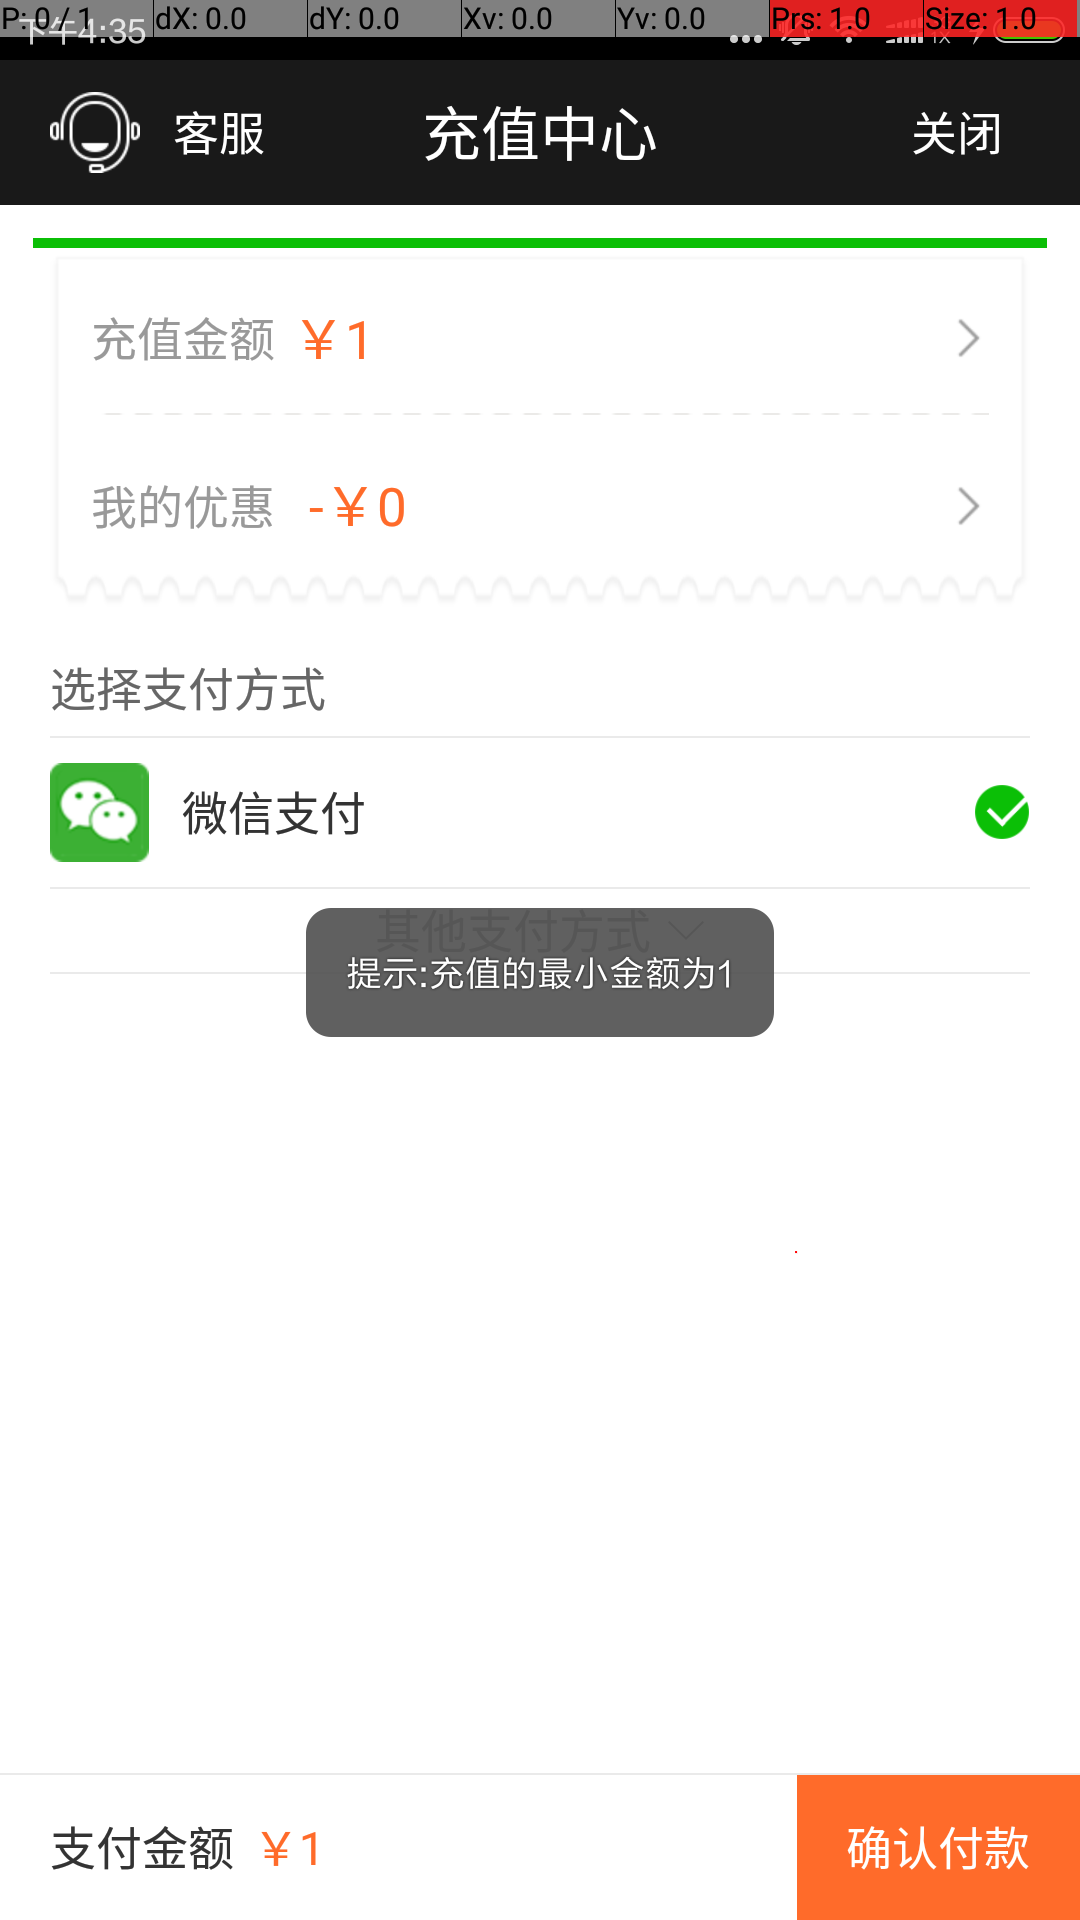 P: 0 / 1 dX: 0.0 dY: 0.0 Xv: 0.0 Yv: 0.0 Prs: 1.0 Size: 1.0
下午4:35 1X
客服 充值中心 关闭
充值金额 ¥1
我的优惠 -¥0
选择支付方式
微信支付
其他支付方式
提示:充值的最小金额为1
支付金额 ¥1 确认付款